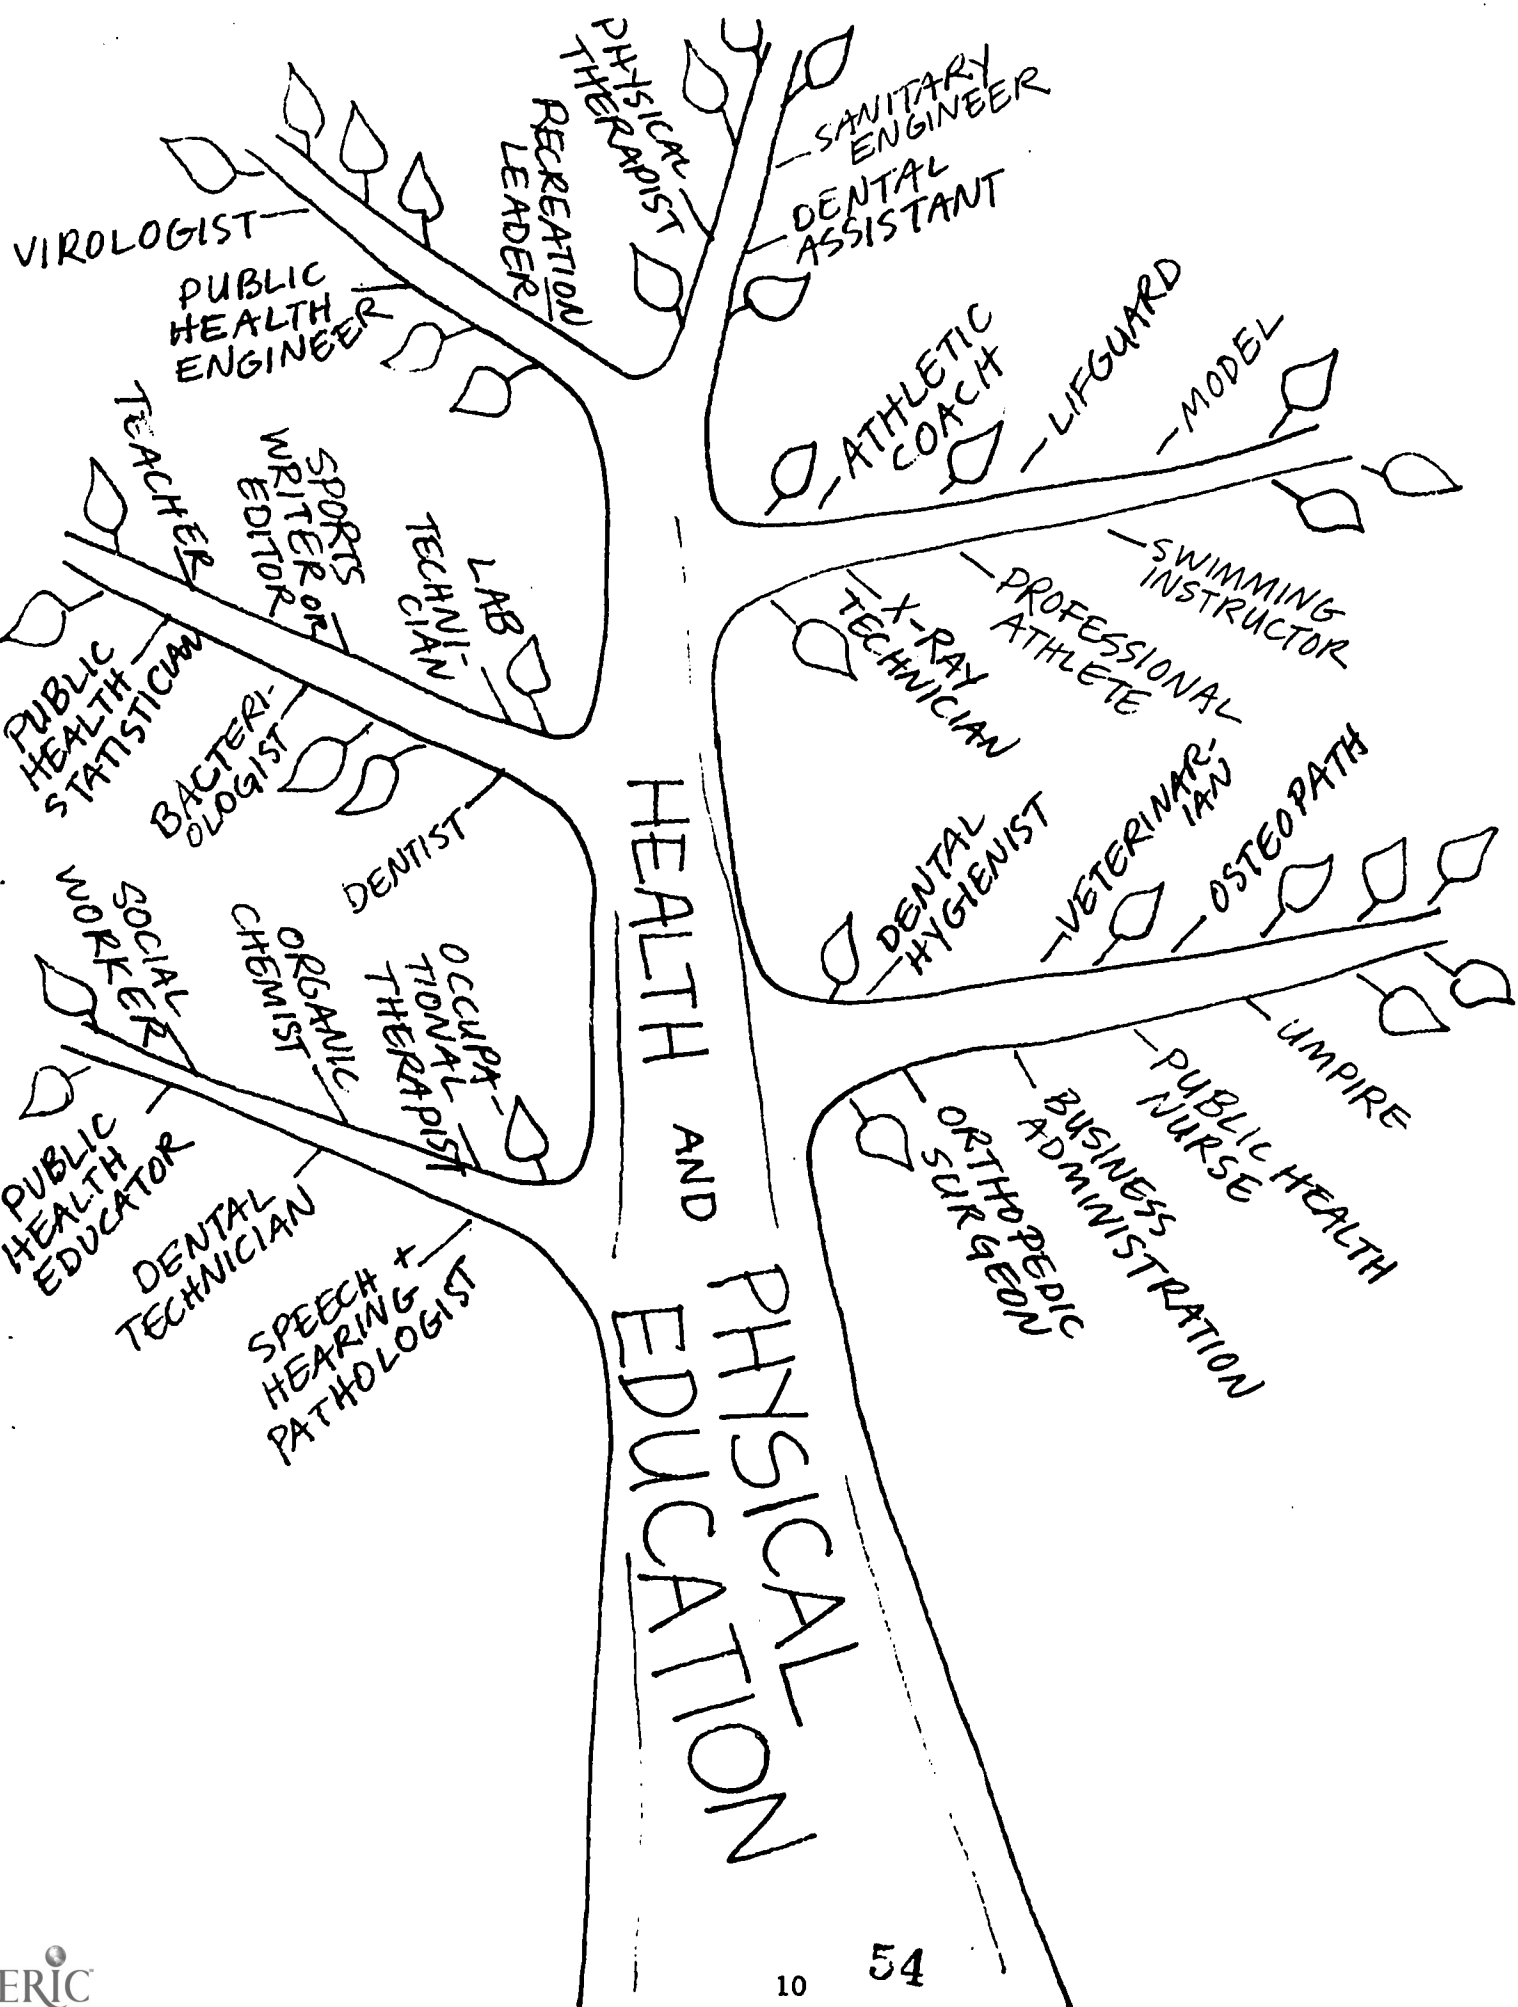 PHYSICAL
THERAPIST
RECREATION
LEADER
SANITARY
ENGINEER
DENTAL
ASSISTANT
VIROLOGIST
PUBLIC
HEALTH
ENGINEER
ATHLETIC
COACH
LIFGUARD
MODEL
TEACHER
SPORTS
WRITER OR
EDITOR
LAB
TECHNI-
CIAN
SWIMMING
INSTRUCTOR
PROFESSIONAL
ATHLETE
X-RAY
TECHNICIAN
PUBLIC
HEALTH
STATISTICIAN
BACTERI-
OLOGIST
DENTIST
DENTAL
HYGIENIST
VETERINAR-
IAN
OSTEOPATH
SOCIAL
WORKER
ORGANIC
CHEMIST
OCCUPA-
TIONAL
THERAPIST
UMPIRE
PUBLIC HEALTH
NURSE
BUSINESS
ADMINISTRATION
ORTHOPEDIC
SURGEON
PUBLIC
HEALTH
EDUCATOR
DENTAL
TECHNICIAN
SPEECH +
HEARING
PATHOLOGIST
HEALTH AND PHYSICAL
EDUCATION
54
10
ERIC